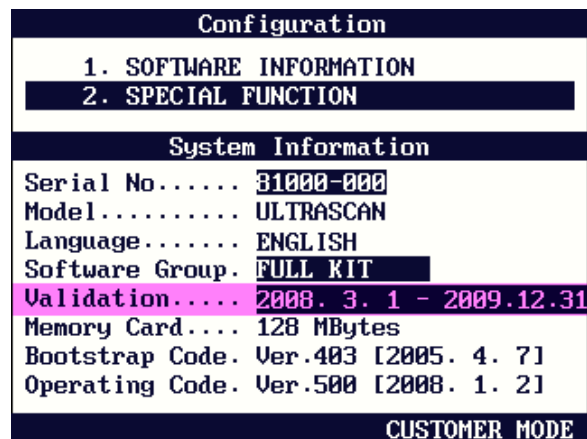 Configuration
1. SOFTWARE INFORMATION
2. SPECIAL FUNCTION
System Information
Serial No...... 81000-000
Model.......... ULTRASCAN
Language....... ENGLISH
Software Group. FULL KIT
Validation..... 2008. 3. 1 - 2009.12.31
Memory Card.... 128 MBytes
Bootstrap Code. Ver.403 [2005. 4. 7]
Operating Code. Ver.500 [2008. 1. 2]
CUSTOMER MODE